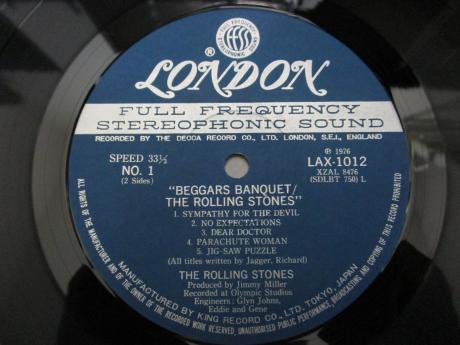 FULL FREQUENCY
ffss
STEREOPHONIC
®
LONDON
FULL FREQUENCY
STEREOPHONIC SOUND
RECORDED BY THE DECCA RECORD CO., LTD. LONDON, S.E.I., ENGLAND
SPEED 33⅓
NO. 1
(2 Sides)
℗ 1976
LAX-1012
XZAL 8476
(SDLBT 750) L
"BEGGARS BANQUET/
THE ROLLING STONES"
1. SYMPATHY FOR THE DEVIL
2. NO EXPECTATIONS
3. DEAR DOCTOR
4. PARACHUTE WOMAN
5. JIG-SAW PUZZLE
(All titles written by Jagger, Richard)
THE ROLLING STONES
Produced by Jimmy Miller
Recorded at Olympic Studios
Engineers: Glyn Johns,
Eddie and Gene
MANUFACTURED BY KING RECORD CO. LTD. TOKYO, JAPAN
ALL RIGHTS OF THE MANUFACTURER AND OF THE OWNER OF THE RECORDED WORK RESERVED, UNAUTHORISED PUBLIC PERFORMANCE, BROADCASTING AND COPYING OF THIS RECORD PROHIBITED